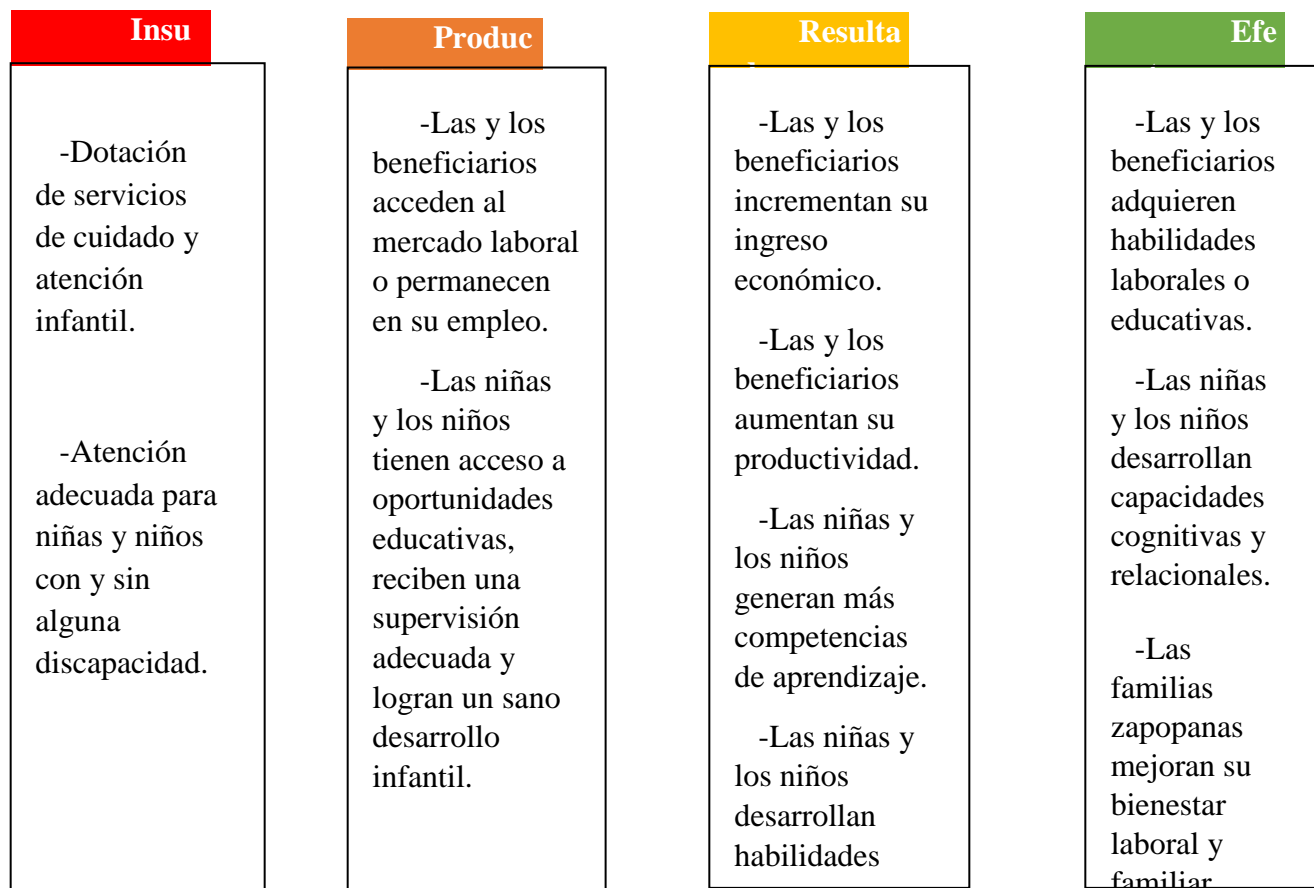 Insu
-Dotación
de servicios
de cuidado y
atención
infantil.
-Atención
adecuada para
niñas y niños
con y sin
alguna
discapacidad.
Produc
-Las y los
beneficiarios
acceden al
mercado laboral
o permanecen
en su empleo.
-Las niñas
y los niños
tienen acceso a
oportunidades
educativas,
reciben una
supervisión
adecuada y
logran un sano
desarrollo
infantil.
Resulta
-Las y los
beneficiarios
incrementan su
ingreso
económico.
-Las y los
beneficiarios
aumentan su
productividad.
-Las niñas y
los niños
generan más
competencias
de aprendizaje.
-Las niñas y
los niños
desarrollan
habilidades
Efe
-Las y los
beneficiarios
adquieren
habilidades
laborales o
educativas.
-Las niñas
y los niños
desarrollan
capacidades
cognitivas y
relacionales.
-Las
familias
zapopanas
mejoran su
bienestar
laboral y
familiar